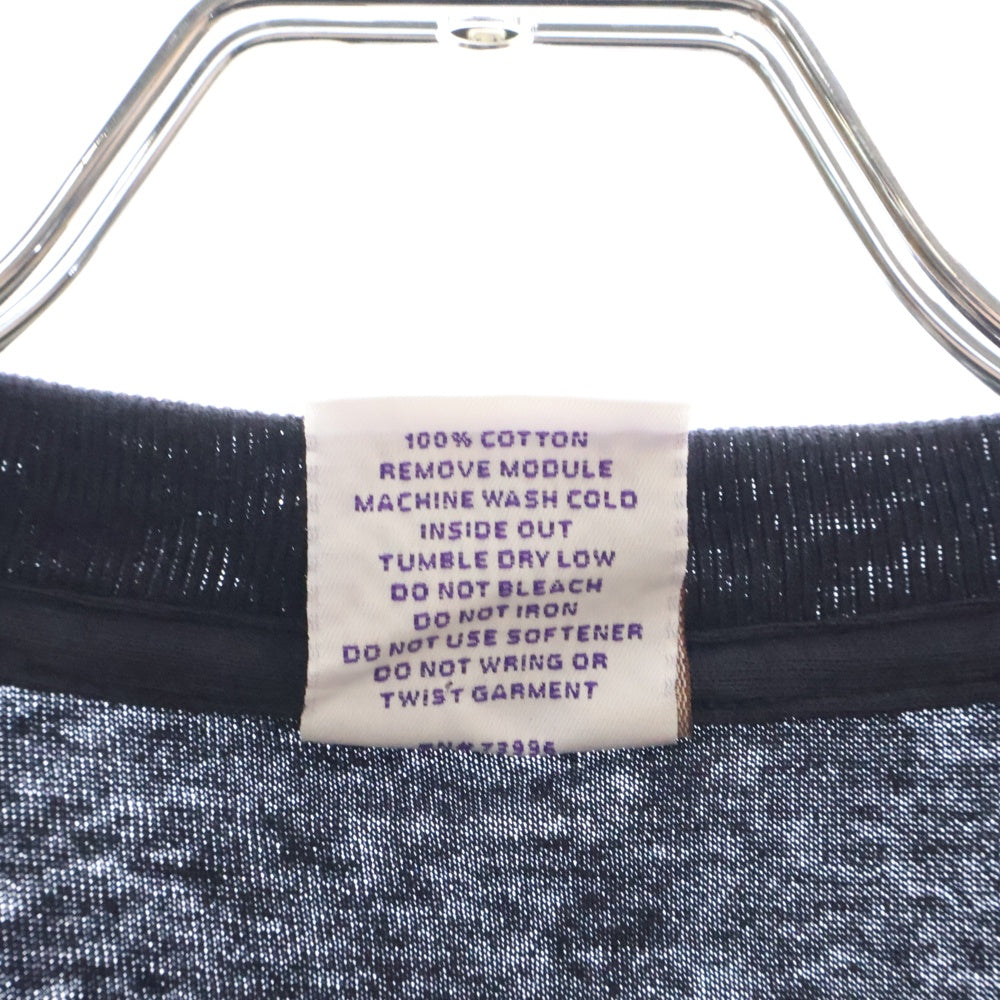 100% COTTON
REMOVE MODULE
MACHINE WASH COLD
INSIDE OUT
TUMBLE DRY LOW
DO NOT BLEACH
DO NOT IRON
DO NOT USE SOFTENER
DO NOT WRING OR
TWIST GARMENT